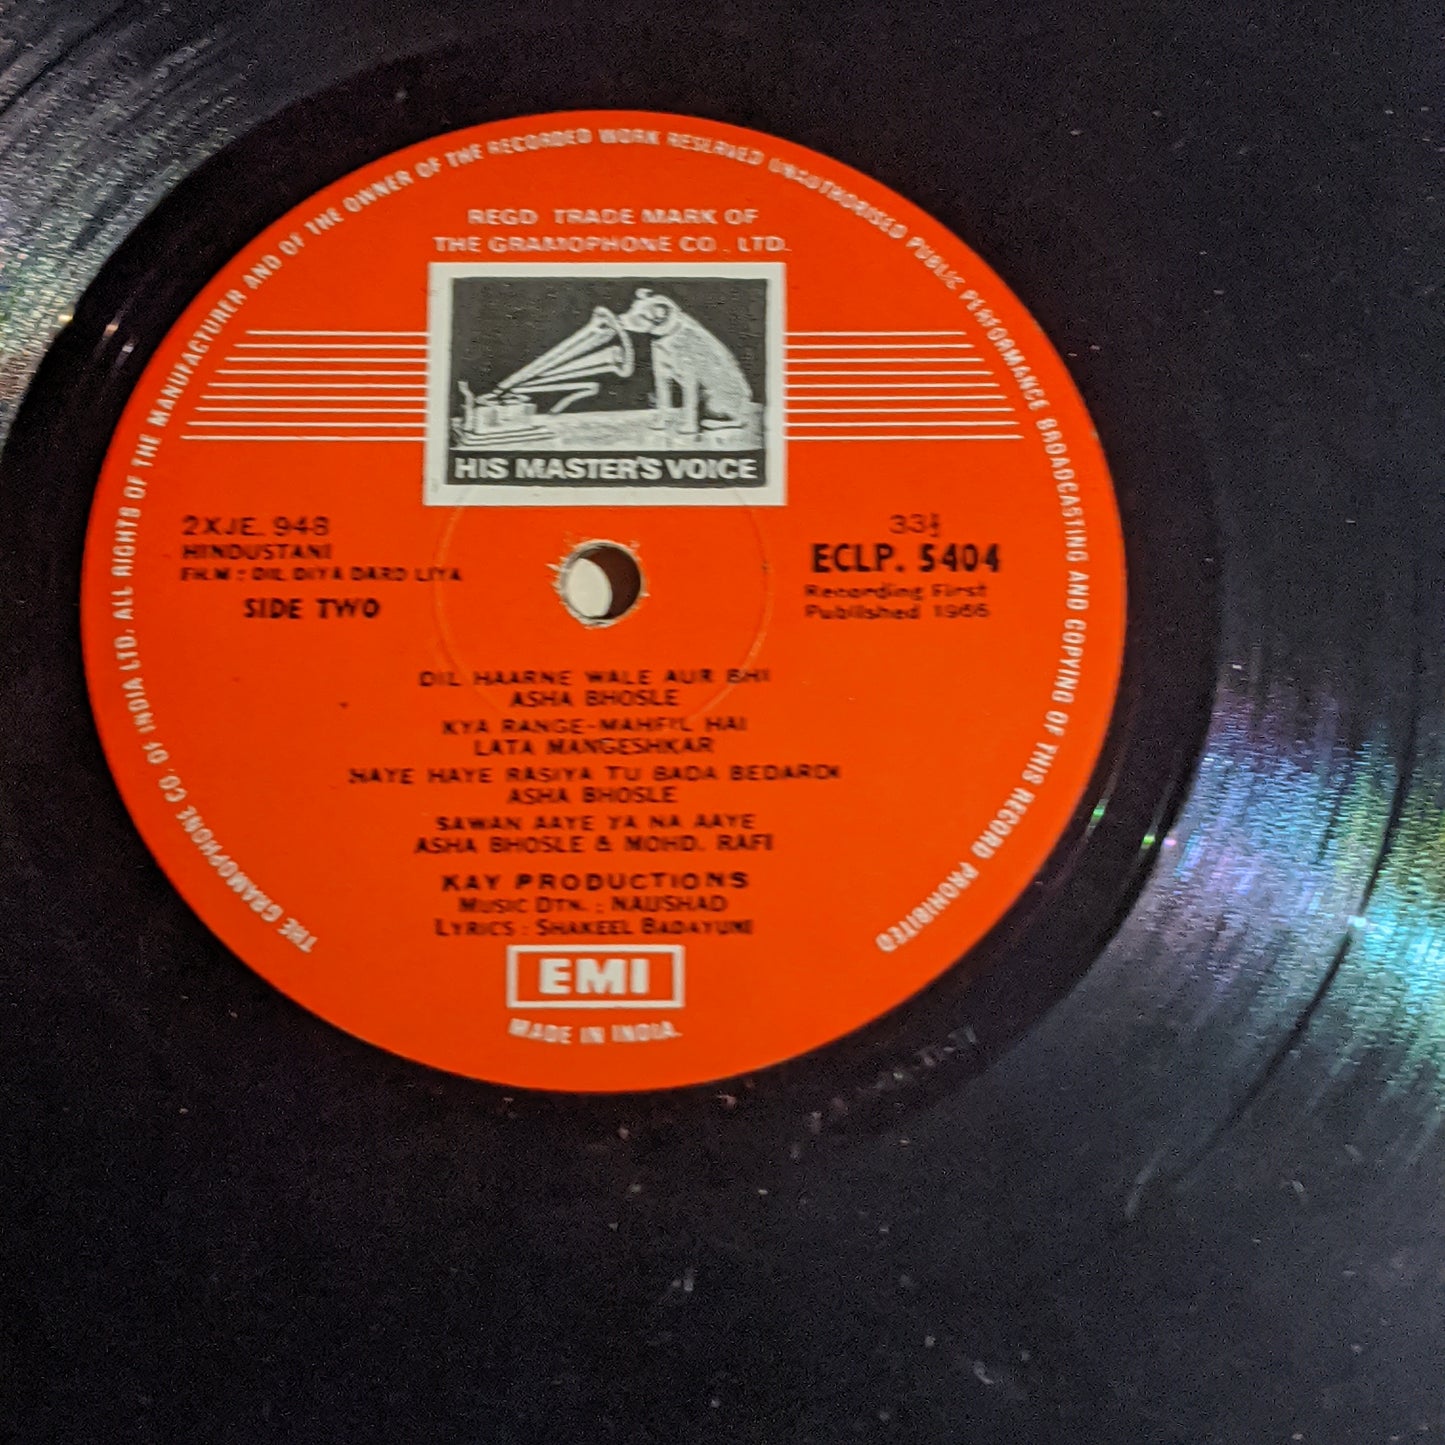 THE GRAMOPHONE CO. OF INDIA LTD. ALL RIGHTS OF THE MANUFACTURER AND OF THE OWNER OF THE RECORDED WORK RESERVED UNAUTHORISED PUBLIC PERFORMANCE BROADCASTING AND COPYING OF THIS RECORD PROHIBITED
REGD TRADE MARK OF
THE GRAMOPHONE CO. LTD.
HIS MASTER'S VOICE
2XJE. 948
HINDUSTANI
FILM : DIL DIYA DARD LIYA
SIDE TWO
33⅓
ECLP. 5404
Recording First
Published 1966
DIL HAARNE WALE AUR BHI
ASHA BHOSLE
KYA RANGE-MAHFIL HAI
LATA MANGESHKAR
HAYE HAYE RASIYA TU BADA BEDARDI
ASHA BHOSLE
SAWAN AAYE YA NA AAYE
ASHA BHOSLE & MOHD. RAFI
KAY PRODUCTIONS
MUSIC DTN. : NAUSHAD
LYRICS : SHAKEEL BADAYUNI
EMI
MADE IN INDIA.